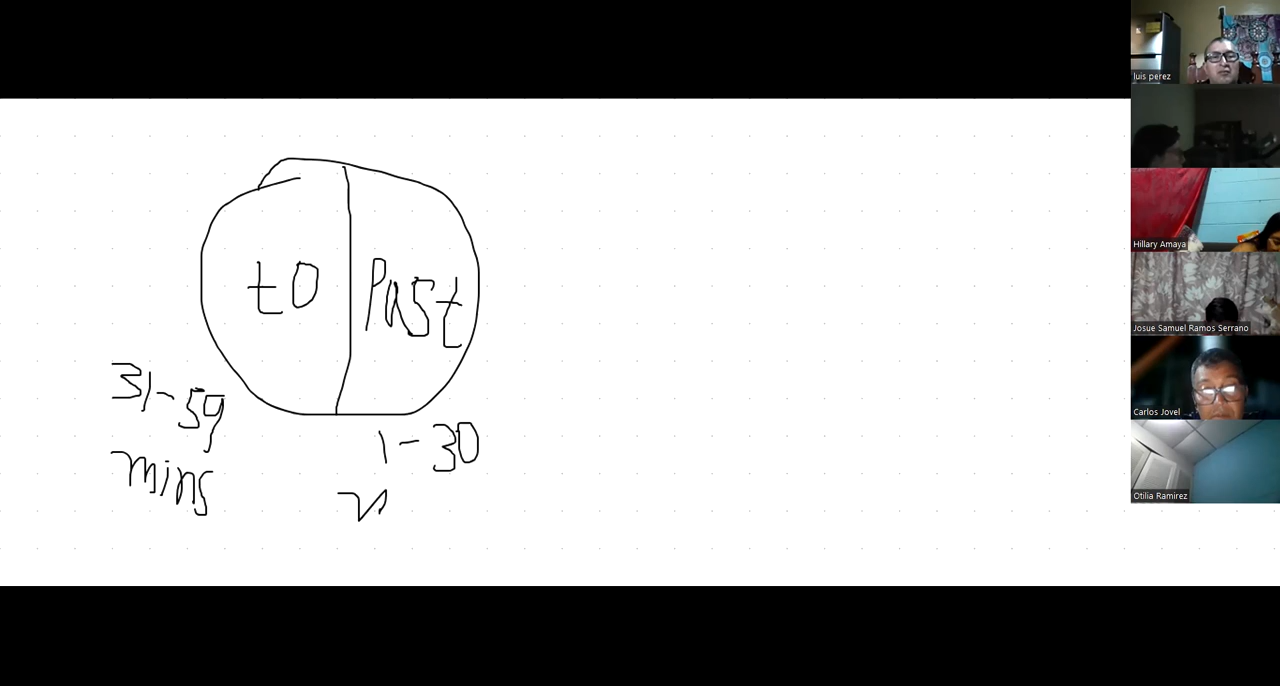 to Past
31-59
mins
1-30
luis perez
Hillary Amaya
Josue Samuel Ramos Serrano
Carlos Jovel
Otilia Ramirez